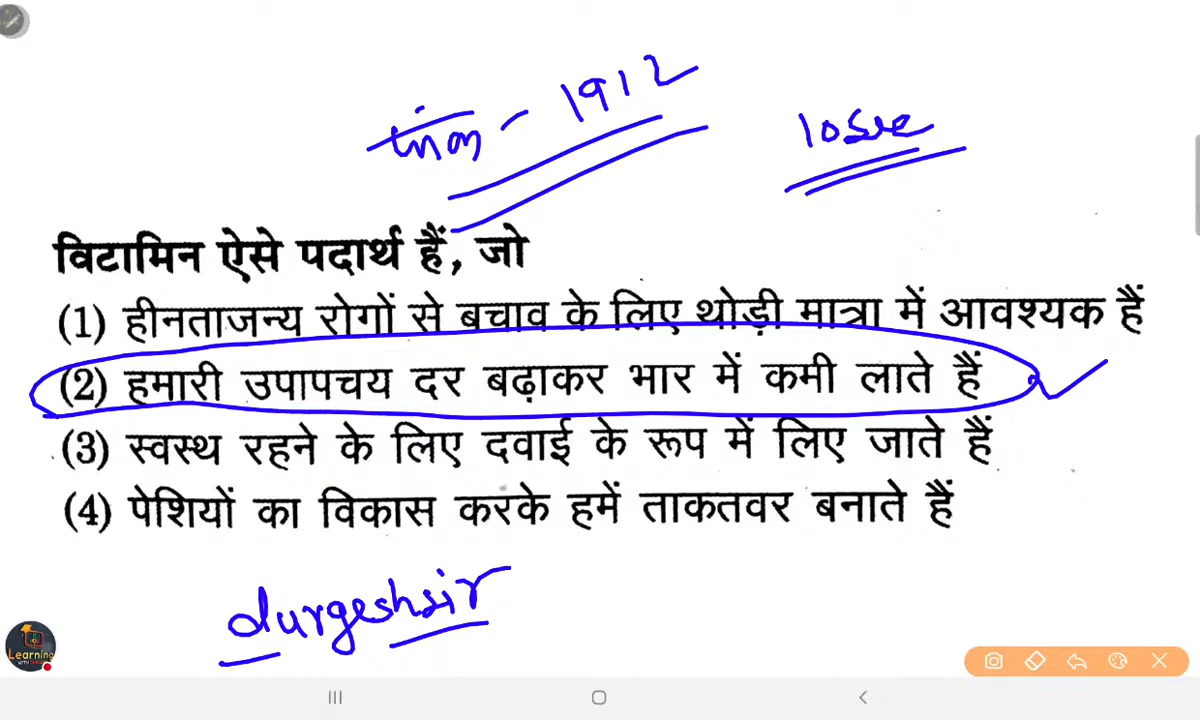 फंक - 1912
losse
विटामिन ऐसे पदार्थ हैं, जो
(1) हीनताजन्य रोगों से बचाव के लिए थोड़ी मात्रा में आवश्यक हैं
(2) हमारी उपापचय दर बढ़ाकर भार में कमी लाते हैं
(3) स्वस्थ रहने के लिए दवाई के रूप में लिए जाते हैं
(4) पेशियों का विकास करके हमें ताकतवर बनाते हैं
durgeshsir
Learning